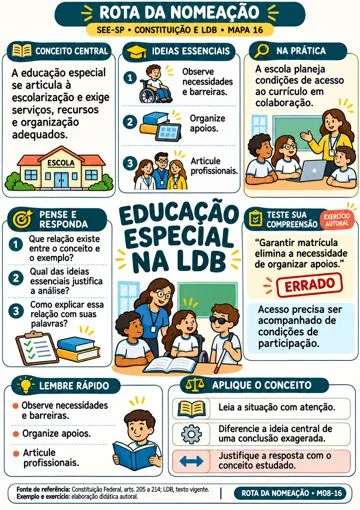 ROTA DA NOMEAÇÃO
SEE-SP • CONSTITUIÇÃO E LDB • MAPA 16
CONCEITO CENTRAL
A educação especial
se articula à
escolarização e exige
serviços, recursos
e organização
adequados.
ESCOLA
IDEIAS ESSENCIAIS
1
Observe
necessidades
e barreiras.
2
Organize
apoios.
3
Articule
profissionais.
NA PRÁTICA
A escola planeja
condições de acesso
ao currículo em
colaboração.
PENSE E
RESPONDA
1 Que relação existe
entre o conceito e
o exemplo?
2 Qual das ideias
essenciais justifica
a análise?
3 Como explicar essa
relação com suas
palavras?
EDUCAÇÃO
ESPECIAL
NA LDB
TESTE SUA
COMPREENSÃO
EXERCÍCIO
AUTORAL
"Garantir matrícula
elimina a necessidade
de organizar apoios."
ERRADO
Acesso precisa ser
acompanhado de
condições de
participação.
LEMBRE RÁPIDO
Observe necessidades
e barreiras.
Organize apoios.
Articule
profissionais.
APLIQUE O CONCEITO
Leia a situação com atenção.
Diferencie a ideia central de
uma conclusão exagerada.
Justifique a resposta com o
conceito estudado.
Fonte de referência: Constituição Federal, arts. 205 a 214; LDB, texto vigente.
Exemplo e exercício: elaboração didática autoral.
ROTA DA NOMEAÇÃO • M08-16